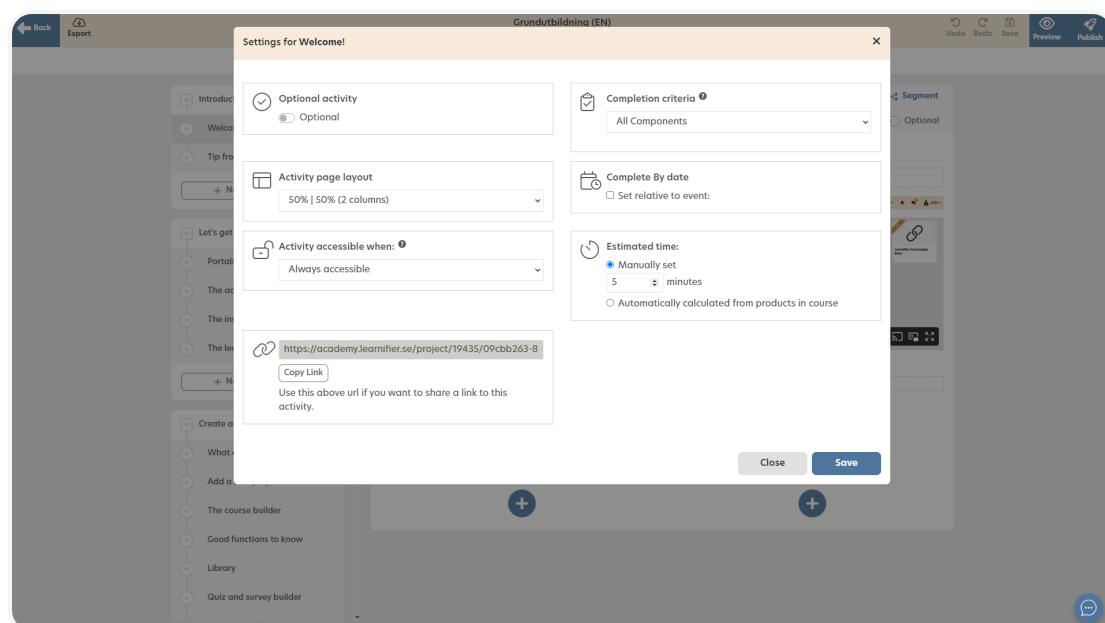 Back
Export
Grundutbildning (EN)
Undo
Redo
Save
Preview
Publish
Settings for Welcome!
Optional activity
Optional
Completion criteria
All Components
Activity page layout
50% | 50% (2 columns)
Complete By date
Set relative to event:
Activity accessible when:
Always accessible
Estimated time:
Manually set
5 minutes
Automatically calculated from products in course
https://academy.learnifier.se/project/19435/09cbb263-8
Copy Link
Use this above url if you want to share a link to this
activity.
Close
Save
Segment
Optional
Introduc
Welco
Tip fro
+ N
Let's get
Portals
The ac
The ins
The lea
+ N
Create a
What
Add a
The course builder
Good functions to know
Library
Quiz and survey builder